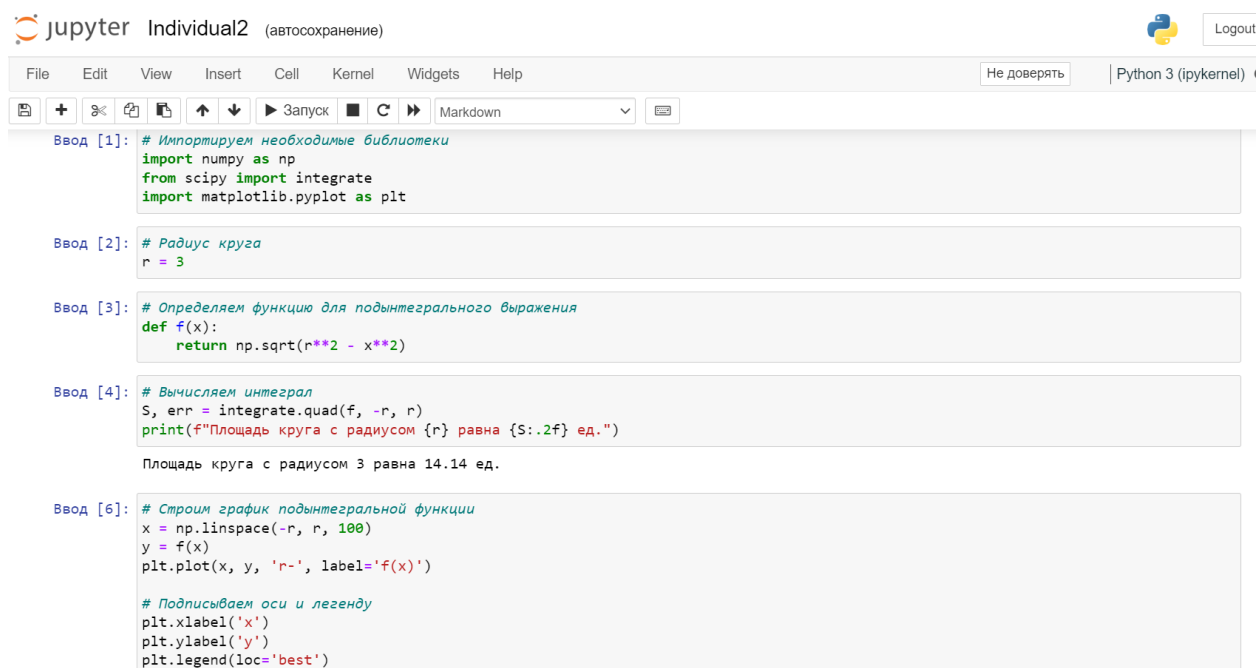 jupyter Individual2 (автосохранение)
Logout
File Edit View Insert Cell Kernel Widgets Help
Не доверять
Python 3 (ipykernel)
Запуск
Markdown
Ввод [1]: # Импортируем необходимые библиотеки
import numpy as np
from scipy import integrate
import matplotlib.pyplot as plt
Ввод [2]: # Радиус круга
r = 3
Ввод [3]: # Определяем функцию для подынтегрального выражения
def f(x):
    return np.sqrt(r**2 - x**2)
Ввод [4]: # Вычисляем интеграл
S, err = integrate.quad(f, -r, r)
print(f"Площадь круга с радиусом {r} равна {S:.2f} ед.")
Площадь круга с радиусом 3 равна 14.14 ед.
Ввод [6]: # Строим график подынтегральной функции
x = np.linspace(-r, r, 100)
y = f(x)
plt.plot(x, y, 'r-', label='f(x)')
# Подписываем оси и легенду
plt.xlabel('x')
plt.ylabel('y')
plt.legend(loc='best')